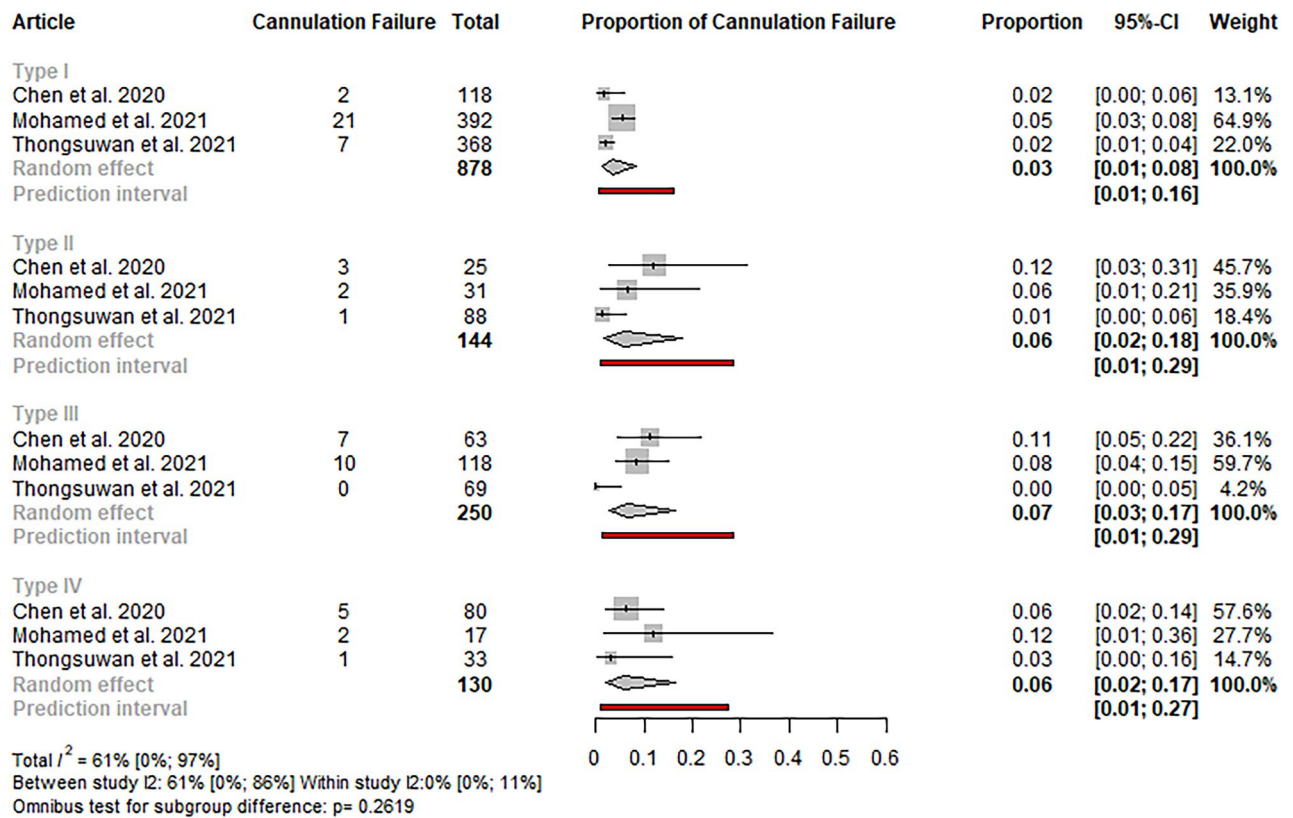 Article Cannulation Failure Total Proportion of Cannulation Failure Proportion 95%-CI Weight
Type I
Chen et al. 2020 2 118 0.02 [0.00; 0.06] 13.1%
Mohamed et al. 2021 21 392 0.05 [0.03; 0.08] 64.9%
Thongsuwan et al. 2021 7 368 0.02 [0.01; 0.04] 22.0%
Random effect 878 0.03 [0.01; 0.08] 100.0%
Prediction interval [0.01; 0.16]
Type II
Chen et al. 2020 3 25 0.12 [0.03; 0.31] 45.7%
Mohamed et al. 2021 2 31 0.06 [0.01; 0.21] 35.9%
Thongsuwan et al. 2021 1 88 0.01 [0.00; 0.06] 18.4%
Random effect 144 0.06 [0.02; 0.18] 100.0%
Prediction interval [0.01; 0.29]
Type III
Chen et al. 2020 7 63 0.11 [0.05; 0.22] 36.1%
Mohamed et al. 2021 10 118 0.08 [0.04; 0.15] 59.7%
Thongsuwan et al. 2021 0 69 0.00 [0.00; 0.05] 4.2%
Random effect 250 0.07 [0.03; 0.17] 100.0%
Prediction interval [0.01; 0.29]
Type IV
Chen et al. 2020 5 80 0.06 [0.02; 0.14] 57.6%
Mohamed et al. 2021 2 17 0.12 [0.01; 0.36] 27.7%
Thongsuwan et al. 2021 1 33 0.03 [0.00; 0.16] 14.7%
Random effect 130 0.06 [0.02; 0.17] 100.0%
Prediction interval [0.01; 0.27]
0 0.1 0.2 0.3 0.4 0.5 0.6
Total I² = 61% [0%; 97%]
Between study I2: 61% [0%; 86%] Within study I2:0% [0%; 11%]
Omnibus test for subgroup difference: p= 0.2619